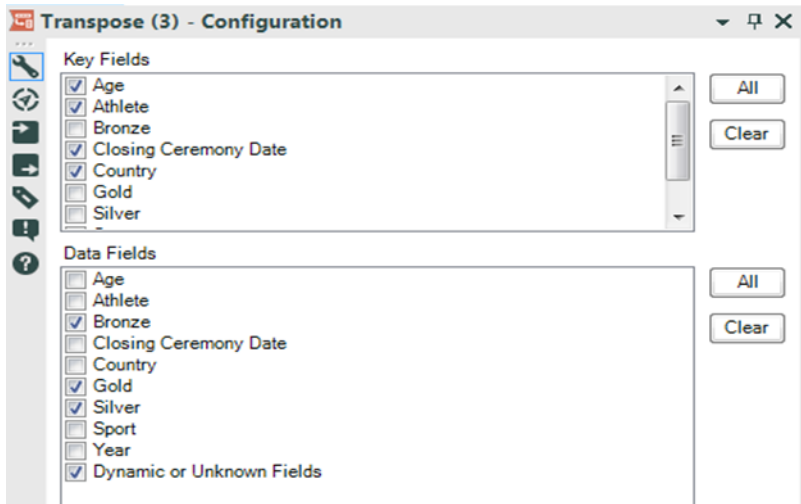 Transpose (3) - Configuration
Key Fields
Age
Athlete
Bronze
Closing Ceremony Date
Country
Gold
Silver
All
Clear
Data Fields
Age
Athlete
Bronze
Closing Ceremony Date
Country
Gold
Silver
Sport
Year
Dynamic or Unknown Fields
All
Clear